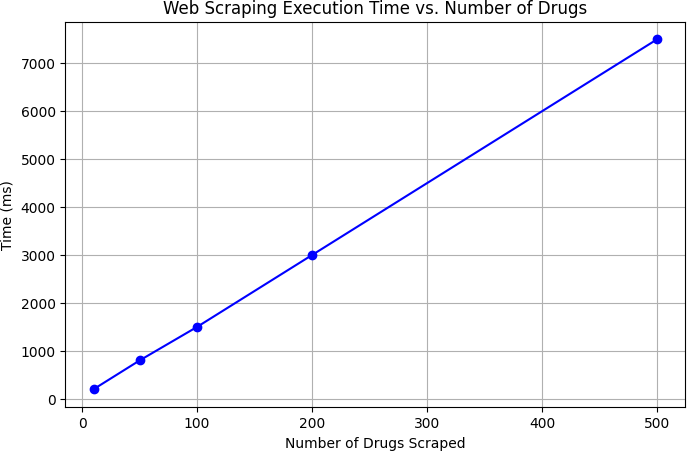 Web Scraping Execution Time vs. Number of Drugs
Time (ms)
7000
6000
5000
4000
3000
2000
1000
0
0 100 200 300 400 500
Number of Drugs Scraped